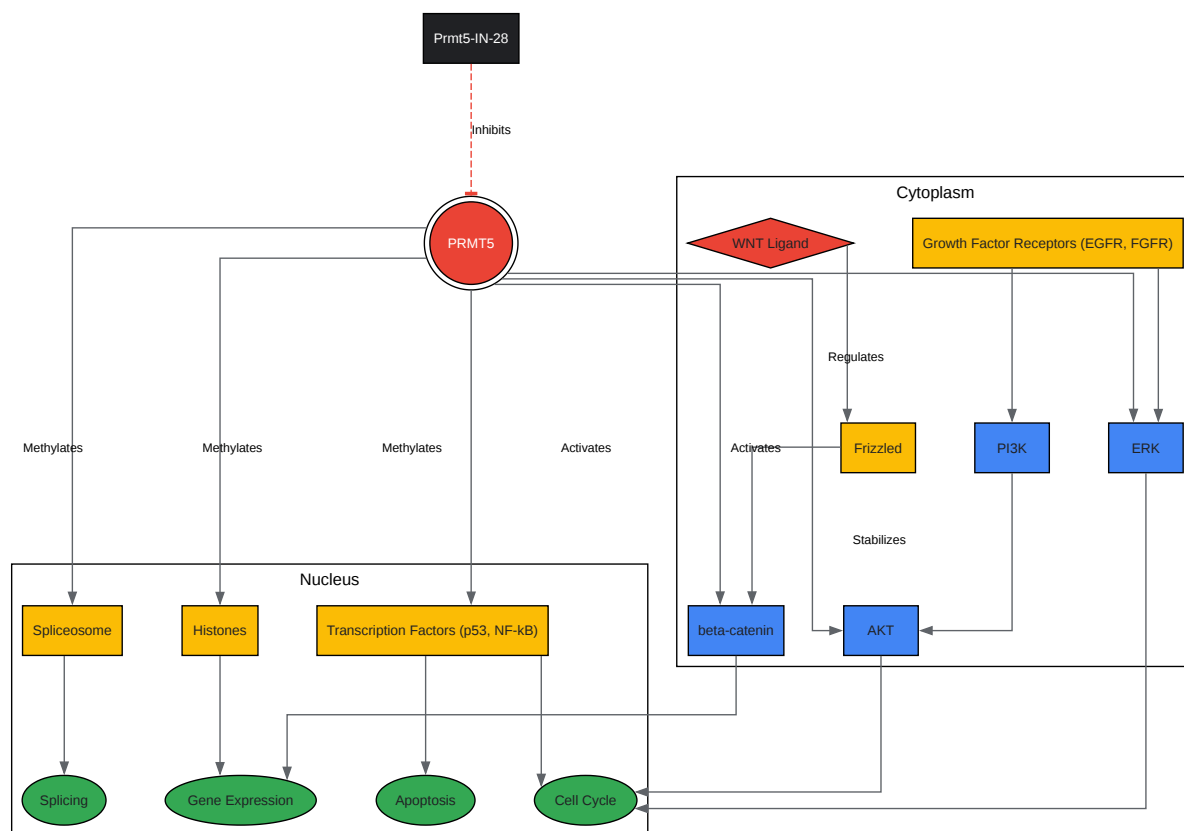 Prmt5-IN-28
Inhibits
Cytoplasm
PRMT5
WNT Ligand
Growth Factor Receptors (EGFR, FGFR)
Regulates
Methylates
Methylates
Methylates
Activates
Activates
Frizzled
PI3K
ERK
Stabilizes
Nucleus
Spliceosome
Histones
Transcription Factors (p53, NF-kB)
beta-catenin
AKT
Splicing
Gene Expression
Apoptosis
Cell Cycle